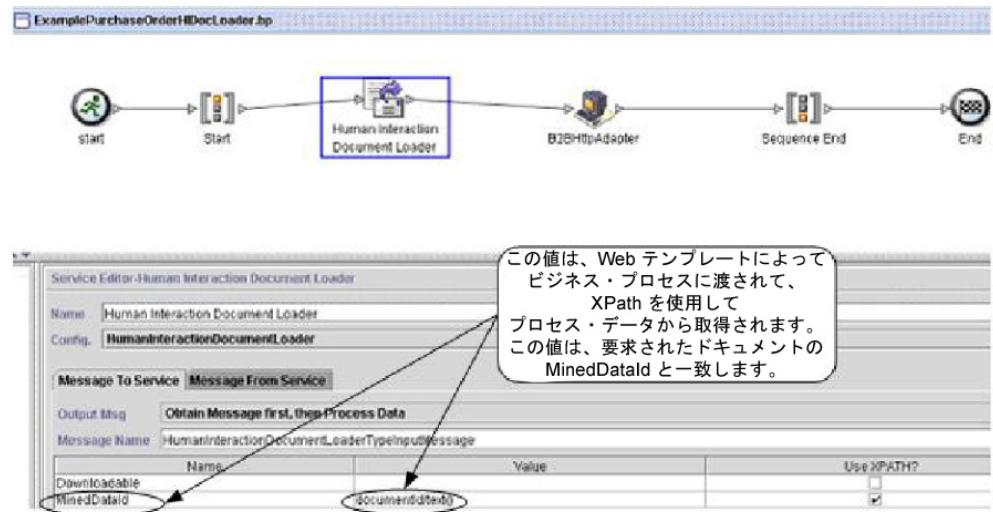 ExamplePurchaseOrderHIDocLoader.bp
start
Start
Human Interaction
Document Loader
B2BHttpAdapter
Sequence End
End
この値は、Web テンプレートによって
ビジネス・プロセスに渡されて、
XPath を使用して
プロセス・データから取得されます。
この値は、要求されたドキュメントの
MinedDataId と一致します。
Service Editor-Human Interaction Document Loader
Name Human Interaction Document Loader
Config. HumanInteractionDocumentLoader
Message To Service Message From Service
Output Msg Obtain Message first, then Process Data
Message Name HumanInteractionDocumentLoaderTypeInputMessage
Name Value Use XPATH?
Downloadable
MinedDataId documentId/text()